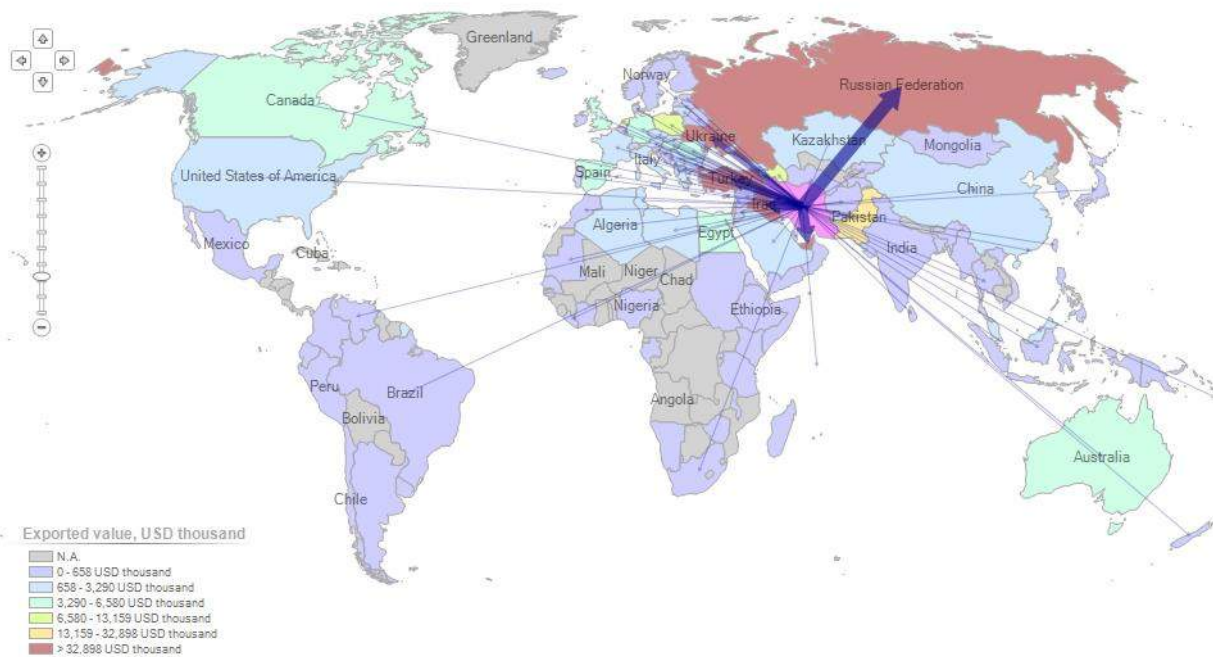 Greenland
Norway
Russian Federation
Canada
Ukraine
Kazakhstan
Mongolia
Italy
Spain
Turkey
United States of America
China
Iraq
Pakistan
Algeria
Egypt
Mexico
Cuba
India
Mali
Niger
Chad
Nigeria
Ethiopia
Peru
Brazil
Angola
Bolivia
Australia
Chile
Exported value, USD thousand
N.A.
0 - 658 USD thousand
658 - 3,290 USD thousand
3,290 - 6,580 USD thousand
6,580 - 13,159 USD thousand
13,159 - 32,898 USD thousand
> 32,898 USD thousand